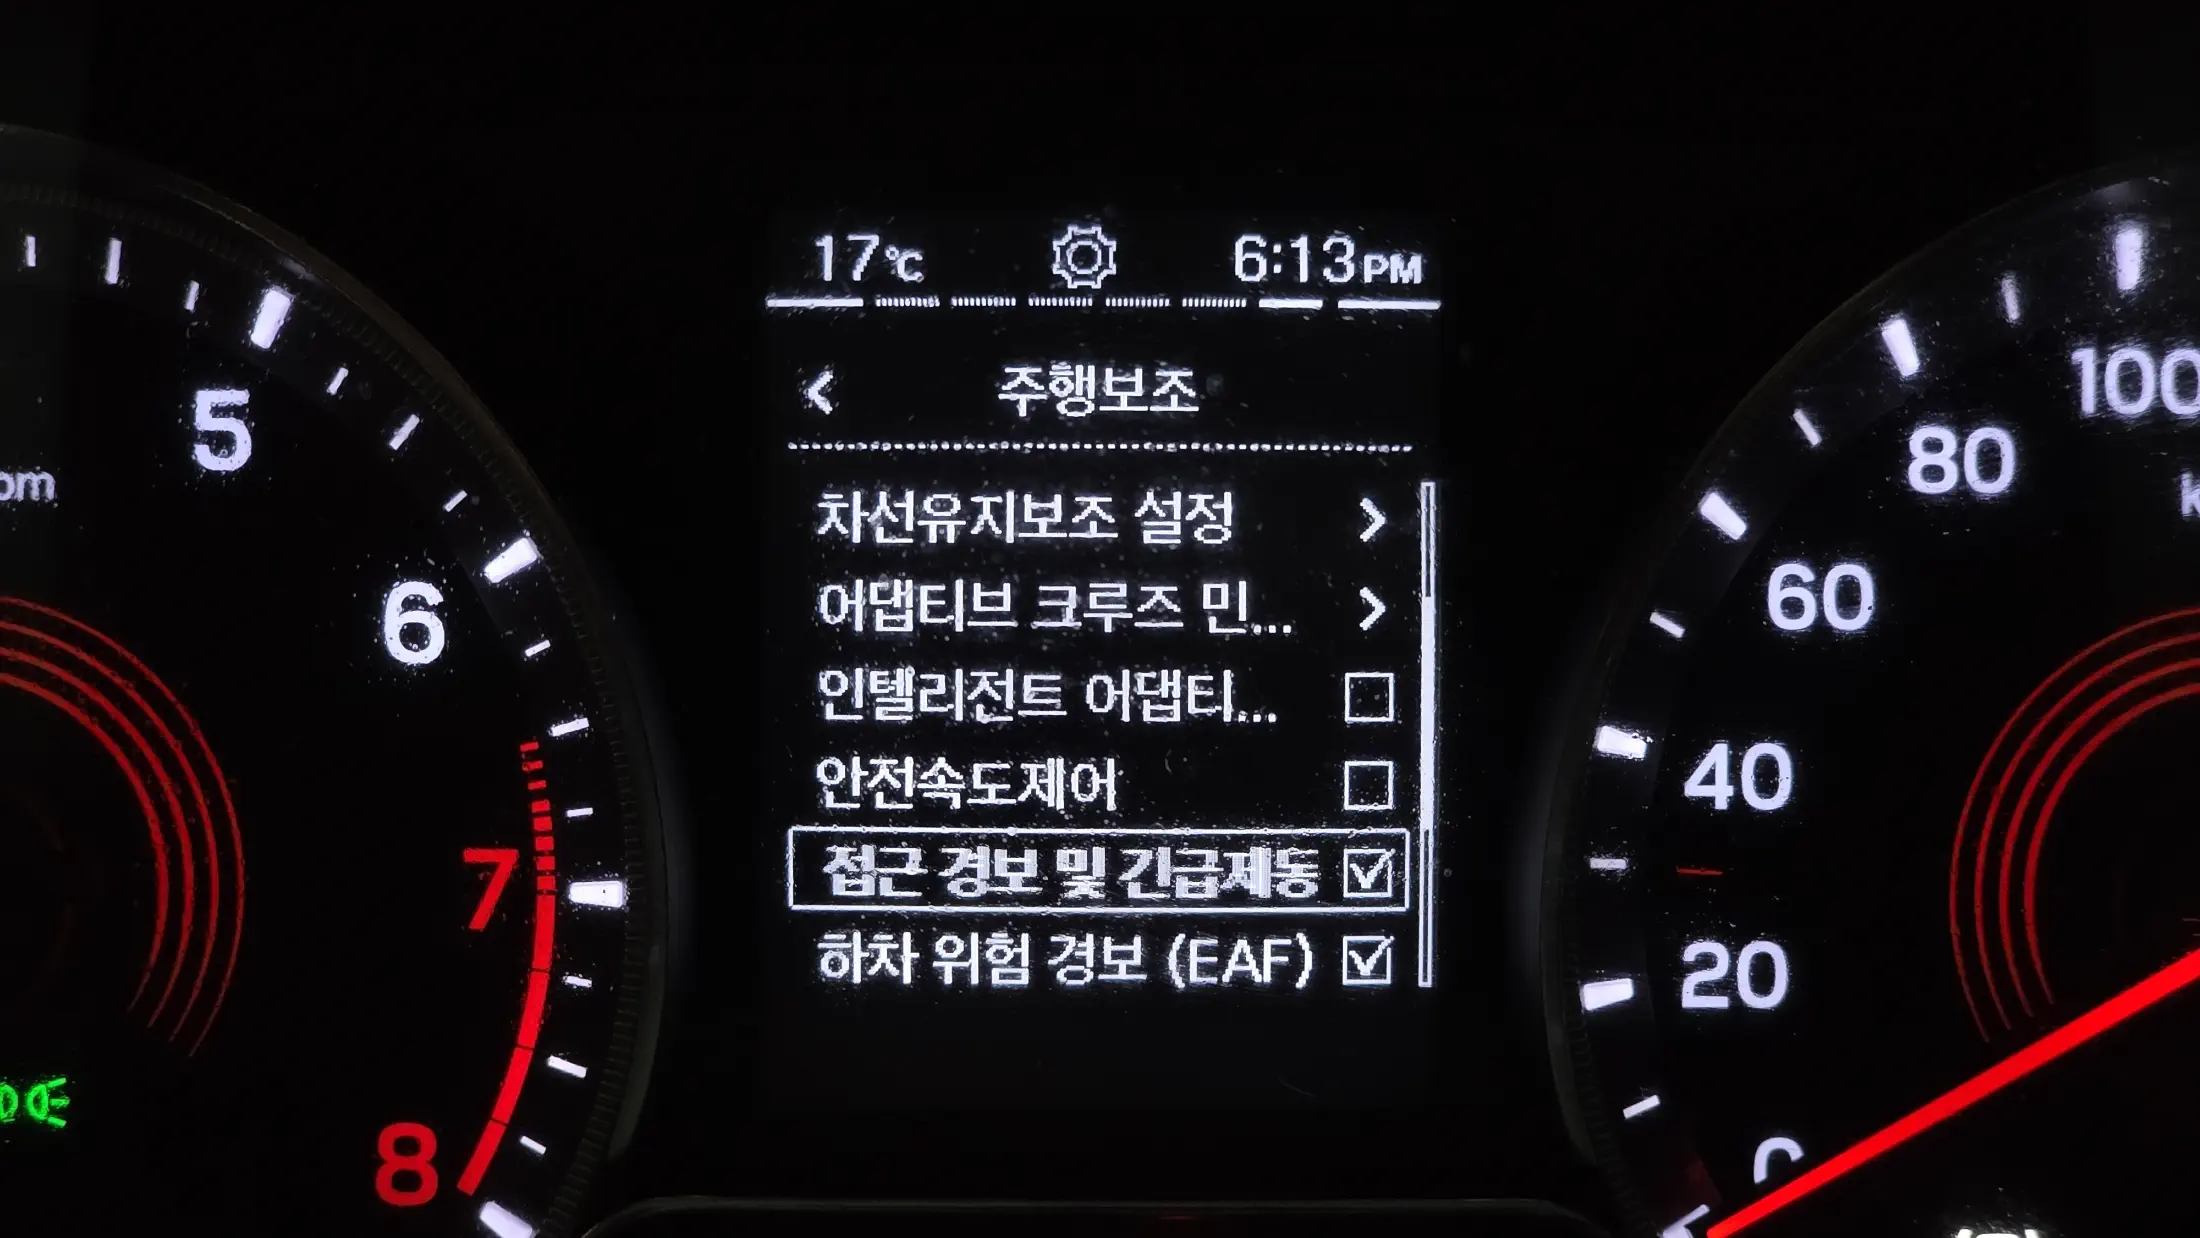 17°C 6:13PM
주행보조
차선유지보조 설정
어댑티브 크루즈 민...
인텔리전트 어댑티...
안전속도제어
접근 경보 및 긴급제동
하차 위험 경보 (EAF)
5
6
7
8
100
80
60
40
20